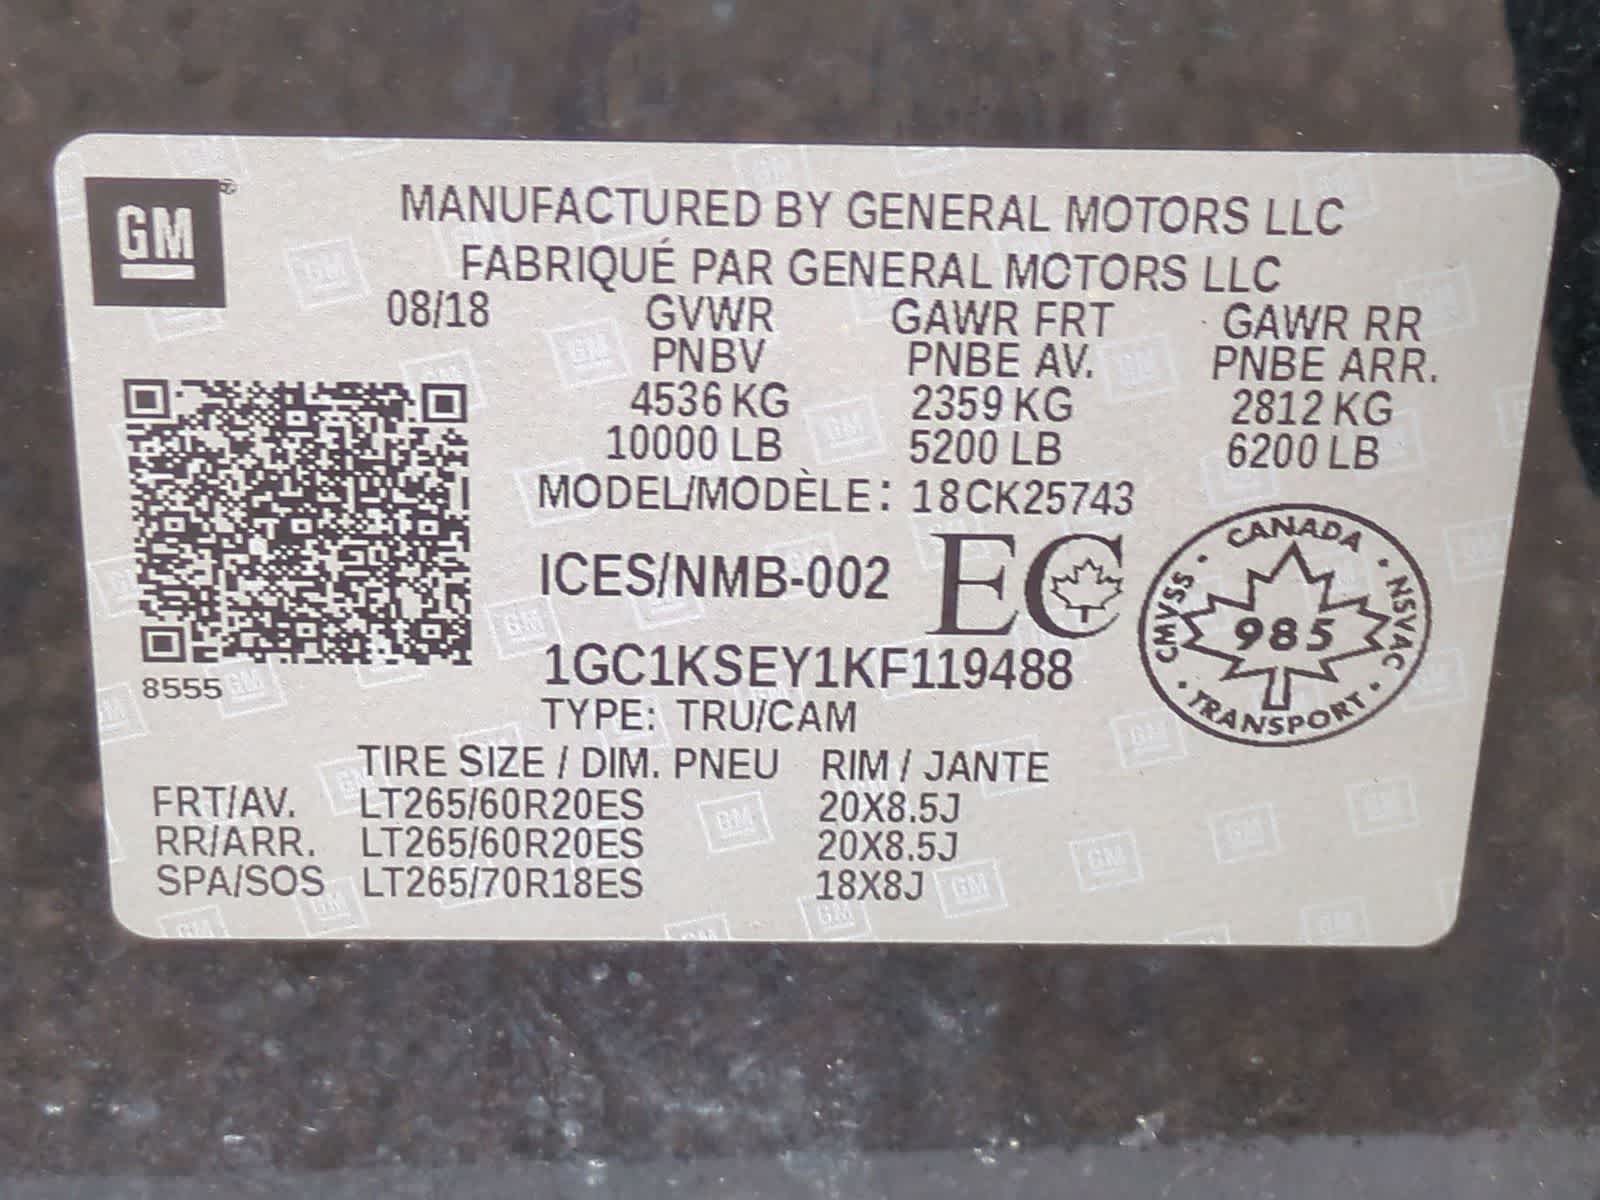 GM
MANUFACTURED BY GENERAL MOTORS LLC
FABRIQUÉ PAR GENERAL MOTORS LLC
08/18 GVWR GAWR FRT GAWR RR
PNBV PNBE AV. PNBE ARR.
4536 KG 2359 KG 2812 KG
10000 LB 5200 LB 6200 LB
MODEL/MODÈLE: 18CK25743
ICES/NMB-002 EC
CANADA
CMVSS · NSVAC
985
TRANSPORT
1GC1KSEY1KF119488
8555
TYPE: TRU/CAM
TIRE SIZE / DIM. PNEU RIM / JANTE
FRT/AV. LT265/60R20ES 20X8.5J
RR/ARR. LT265/60R20ES 20X8.5J
SPA/SOS LT265/70R18ES 18X8J